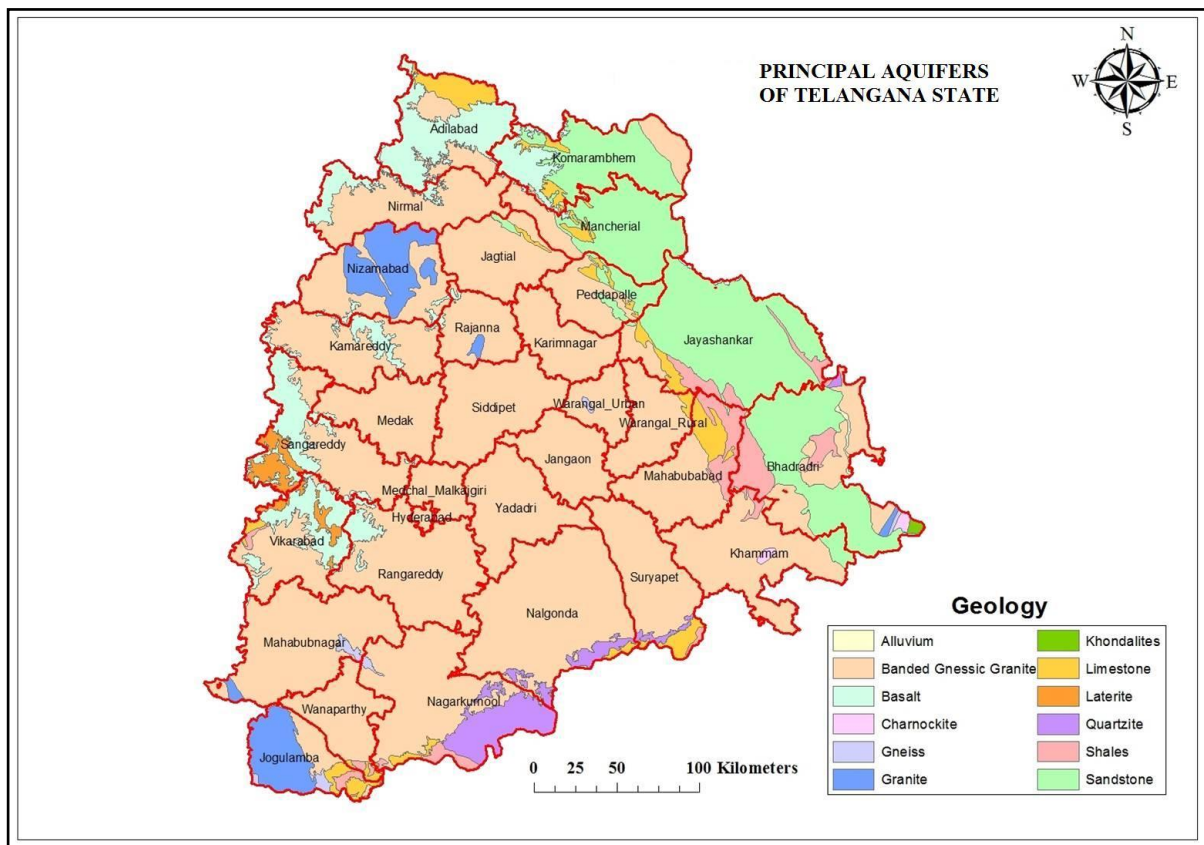 PRINCIPAL AQUIFERS
OF TELANGANA STATE
N
W
E
S
Adilabad
Komarambhem
Nirmal
Mancherial
Nizamabad
Jagtial
Peddapalle
Rajanna
Karimnagar
Jayashankar
Kamareddy
Medak
Siddipet
Warangal_Urban
Warangal_Rural
Sangareddy
Jangaon
Bhadradri
Mahabubabad
Medchal_Malkajgiri
Hyderabad
Yadadri
Vikarabad
Khammam
Rangareddy
Suryapet
Nalgonda
Mahabubnagar
Nagarkurnool
Wanaparthy
Jogulamba
0 25 50 100 Kilometers
Geology
Alluvium
Banded Gnessic Granite
Basalt
Charnockite
Gneiss
Granite
Khondalites
Limestone
Laterite
Quartzite
Shales
Sandstone